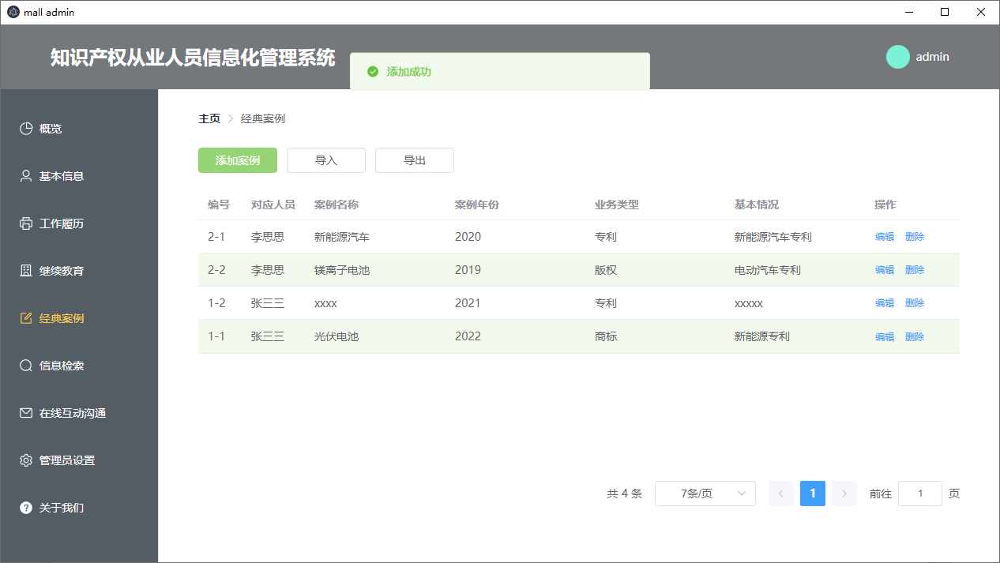 mall admin
知识产权从业人员信息化管理系统
添加成功
admin
概览
基本信息
工作履历
继续教育
经典案例
信息检索
在线互动沟通
管理员设置
关于我们
主页 经典案例
添加案例 导入 导出
编号 对应人员 案例名称 案例年份 业务类型 基本情况 操作
2-1 李思思 新能源汽车 2020 专利 新能源汽车专利 编辑 删除
2-2 李思思 镁离子电池 2019 版权 电动汽车专利 编辑 删除
1-2 张三三 xxxx 2021 专利 xxxxx 编辑 删除
1-1 张三三 光伏电池 2022 商标 新能源专利 编辑 删除
共 4 条 7条/页 1 前往 1 页